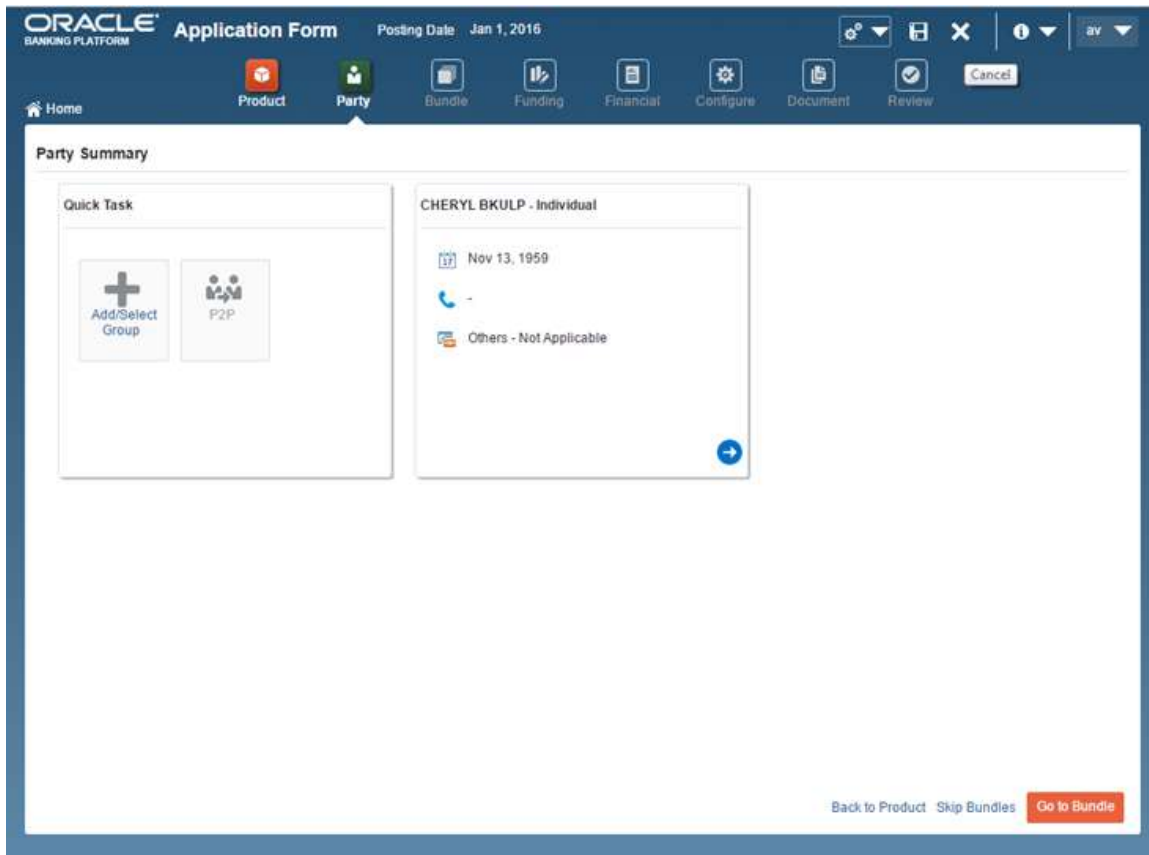 ORACLE
BANKING PLATFORM
Application Form
Posting Date Jan 1, 2016
av
Home
Product
Party
Bundle
Funding
Financial
Configure
Document
Review
Cancel
Party Summary
Quick Task
Add/Select
Group
P2P
CHERYL BKULP - Individual
17
Nov 13, 1959
-
Others - Not Applicable
Back to Product Skip Bundles Go to Bundle